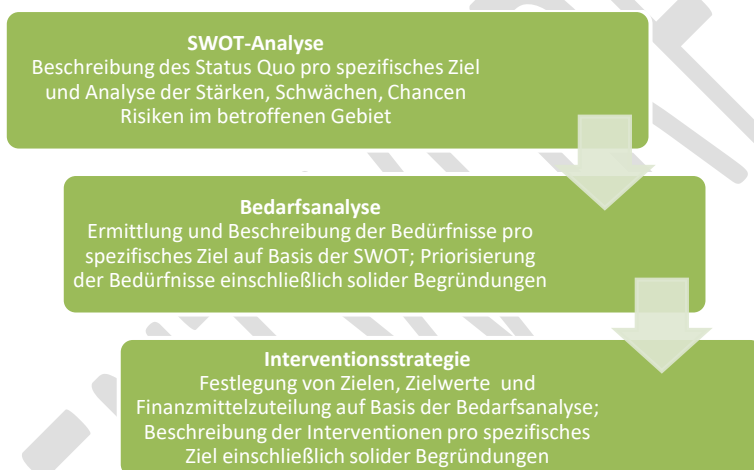 SWOT-Analyse
Beschreibung des Status Quo pro spezifisches Ziel
und Analyse der Stärken, Schwächen, Chancen
Risiken im betroffenen Gebiet
Bedarfsanalyse
Ermittlung und Beschreibung der Bedürfnisse pro
spezifisches Ziel auf Basis der SWOT; Priorisierung
der Bedürfnisse einschließlich solider Begründungen
Interventionsstrategie
Festlegung von Zielen, Zielwerte und
Finanzmittelzuteilung auf Basis der Bedarfsanalyse;
Beschreibung der Interventionen pro spezifisches
Ziel einschließlich solider Begründungen